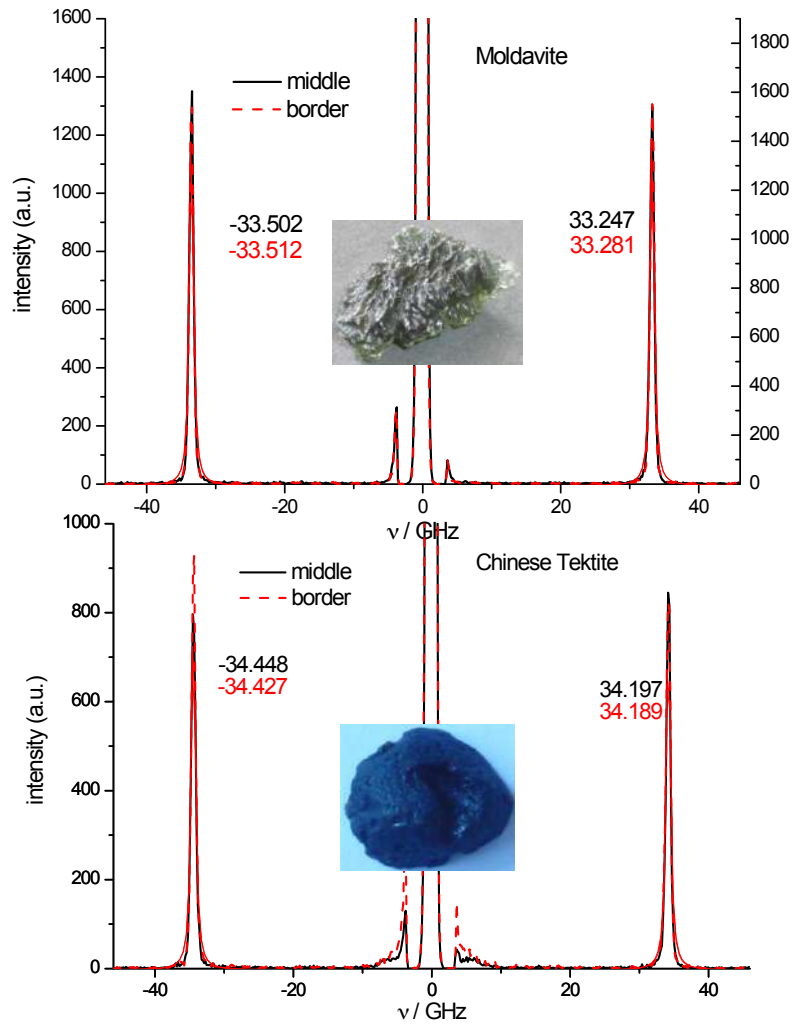 1600
1400
1200
1000
800
600
400
200
0
intensity (a.u.)
middle
border
Moldavite
-33.502
-33.512
33.247
33.281
1800
1600
1400
1200
1000
800
600
400
200
0
-40 -20 0 20 40
ν / GHz
1000
800
600
400
200
0
intensity (a.u.)
middle
border
Chinese Tektite
-34.448
-34.427
34.197
34.189
-40 -20 0 20 40
ν / GHz